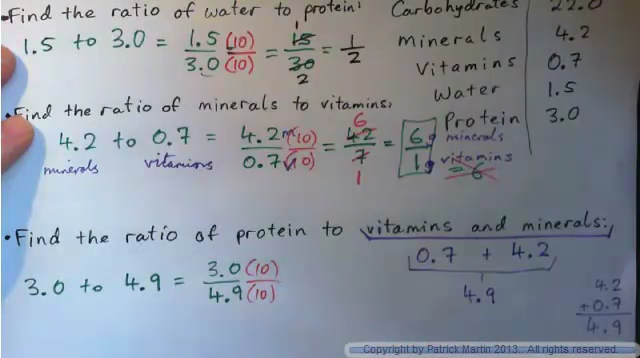 • Find the ratio of water to protein: Carbohydrates 22.0
1.5 to 3.0 = 1.5 (10) / 3.0 (10) = 15 / 30 = 1 / 2
1
2
minerals 4.2
vitamins 0.7
water 1.5
Protein 3.0
• Find the ratio of minerals to vitamins,
4.2 to 0.7 = 4.2 (10) / 0.7 (10) = 42 / 7 = 6 / 1
6
1
minerals vitamins
minerals
vitamins
= 6
• Find the ratio of protein to vitamins and minerals:,
0.7 + 4.2
4.9
3.0 to 4.9 = 3.0 (10) / 4.9 (10)
4.2
+0.7
4.9
Copyright by Patrick Martin 2013. All rights reserved.